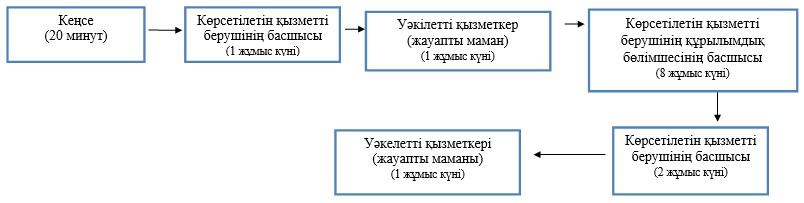 Кеңсе
(20 минут)
Көрсетілетін қызметті
берушінің басшысы
(1 жұмыс күні)
Уәкілетті қызметкер
(жауапты маман)
(1 жұмыс күні)
Көрсетілетін қызметті
берушінің құрылымдық
бөлімшесінің басшысы
(8 жұмыс күні)
Көрсетілетін қызметті
берушінің басшысы
(2 жұмыс күні)
Уәкелетті қызметкері
(жауапты маманы)
(1 жұмыс күні)